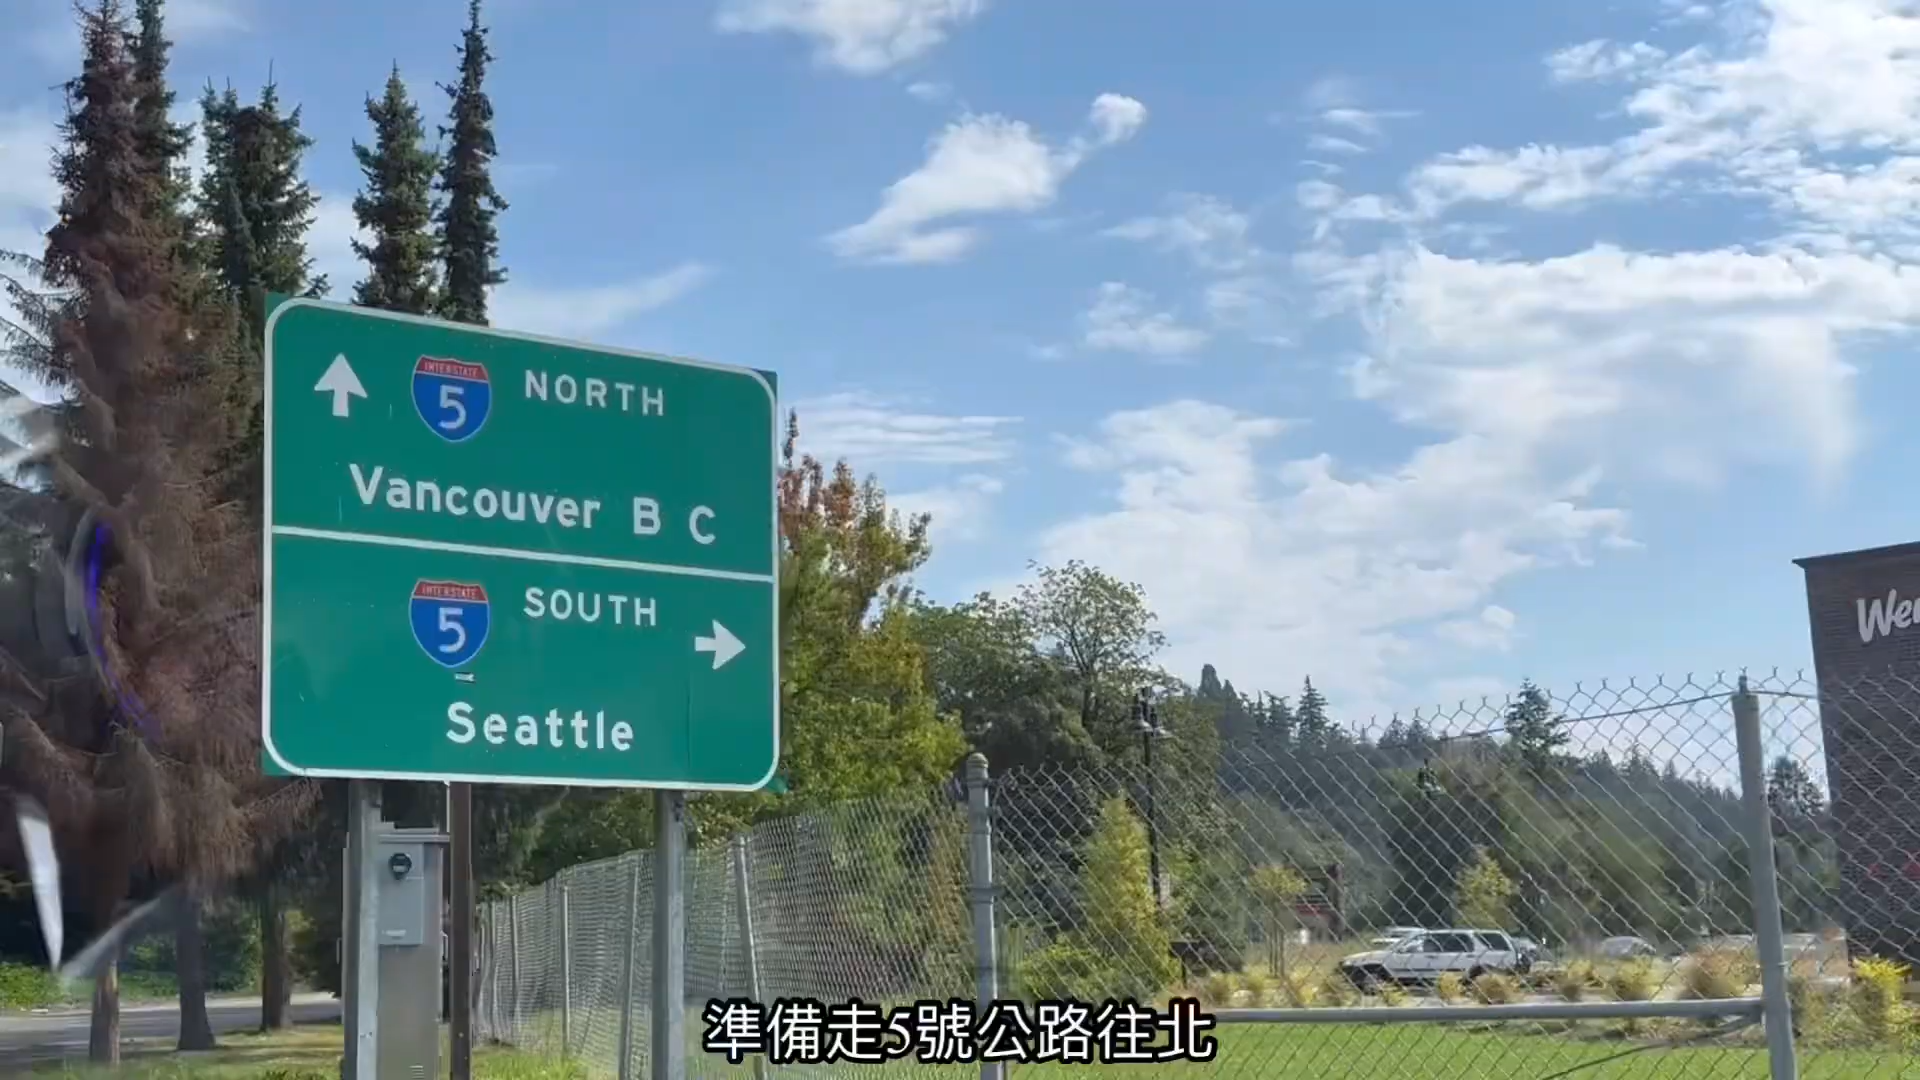 INTERSTATE
5
NORTH
Vancouver B C
INTERSTATE
5
SOUTH
Seattle
準備走5號公路往北